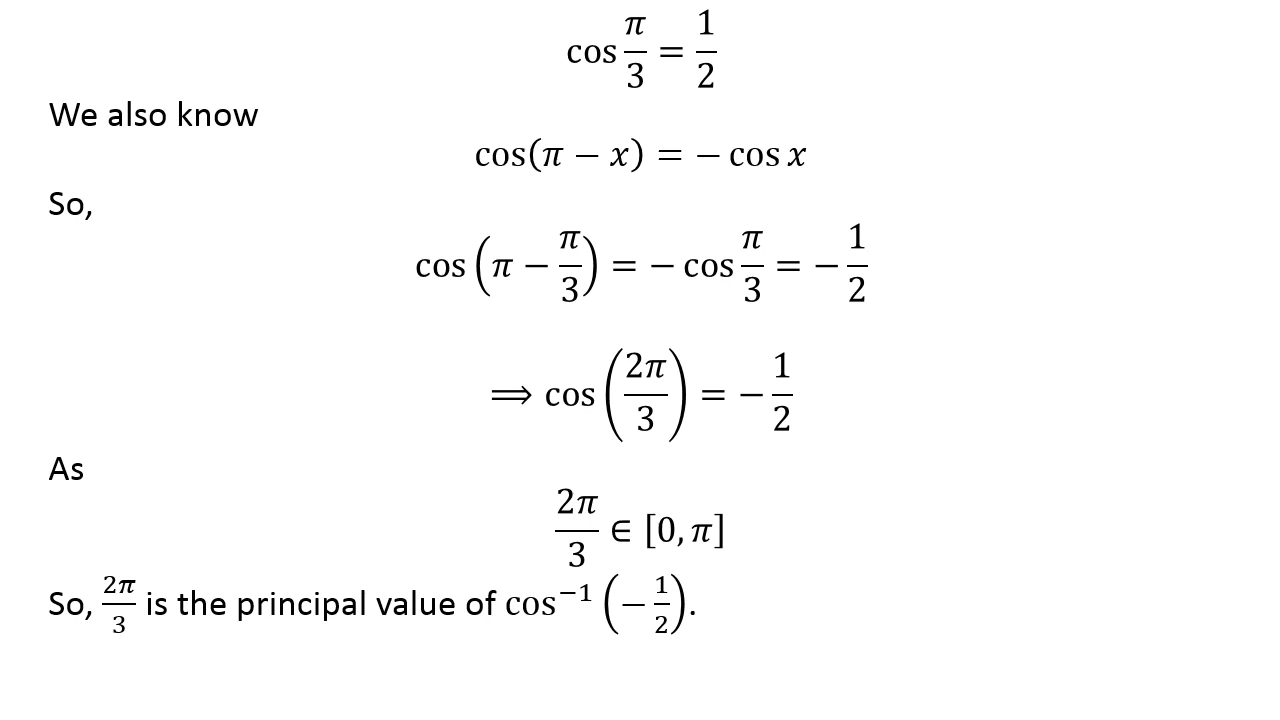 cos π/3 = 1/2
We also know
cos(π − x) = − cos x
So,
cos (π − π/3) = − cos π/3 = − 1/2
⟹ cos (2π/3) = − 1/2
As
2π/3 ∈ [0, π]
So, 2π/3 is the principal value of cos⁻¹ (− 1/2).